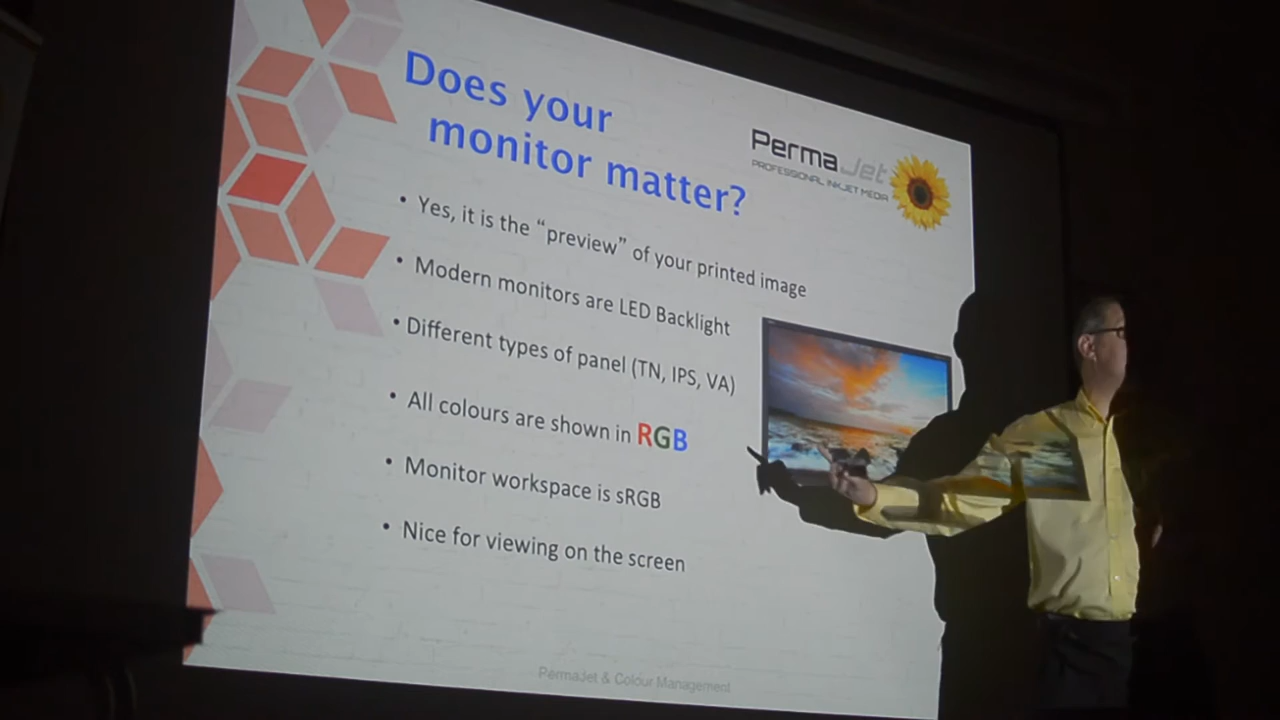 Does your
monitor matter?
PermaJet
PROFESSIONAL INKJET MEDIA
• Yes, it is the “preview” of your printed image
• Modern monitors are LED Backlight
• Different types of panel (TN, IPS, VA)
• All colours are shown in RGB
• Monitor workspace is sRGB
• Nice for viewing on the screen
PermaJet & Colour Management